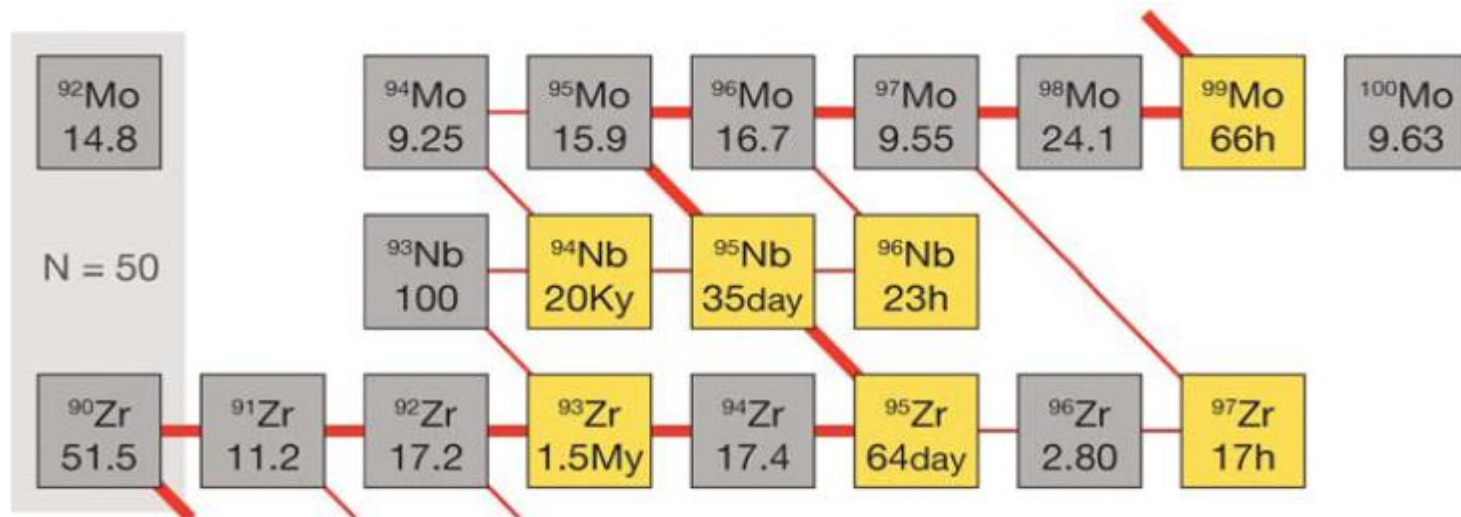 ⁹²Mo
14.8
⁹⁴Mo
9.25
⁹⁵Mo
15.9
⁹⁶Mo
16.7
⁹⁷Mo
9.55
⁹⁸Mo
24.1
⁹⁹Mo
66h
¹⁰⁰Mo
9.63
N = 50
⁹³Nb
100
⁹⁴Nb
20Ky
⁹⁵Nb
35day
⁹⁶Nb
23h
⁹⁰Zr
51.5
⁹¹Zr
11.2
⁹²Zr
17.2
⁹³Zr
1.5My
⁹⁴Zr
17.4
⁹⁵Zr
64day
⁹⁶Zr
2.80
⁹⁷Zr
17h